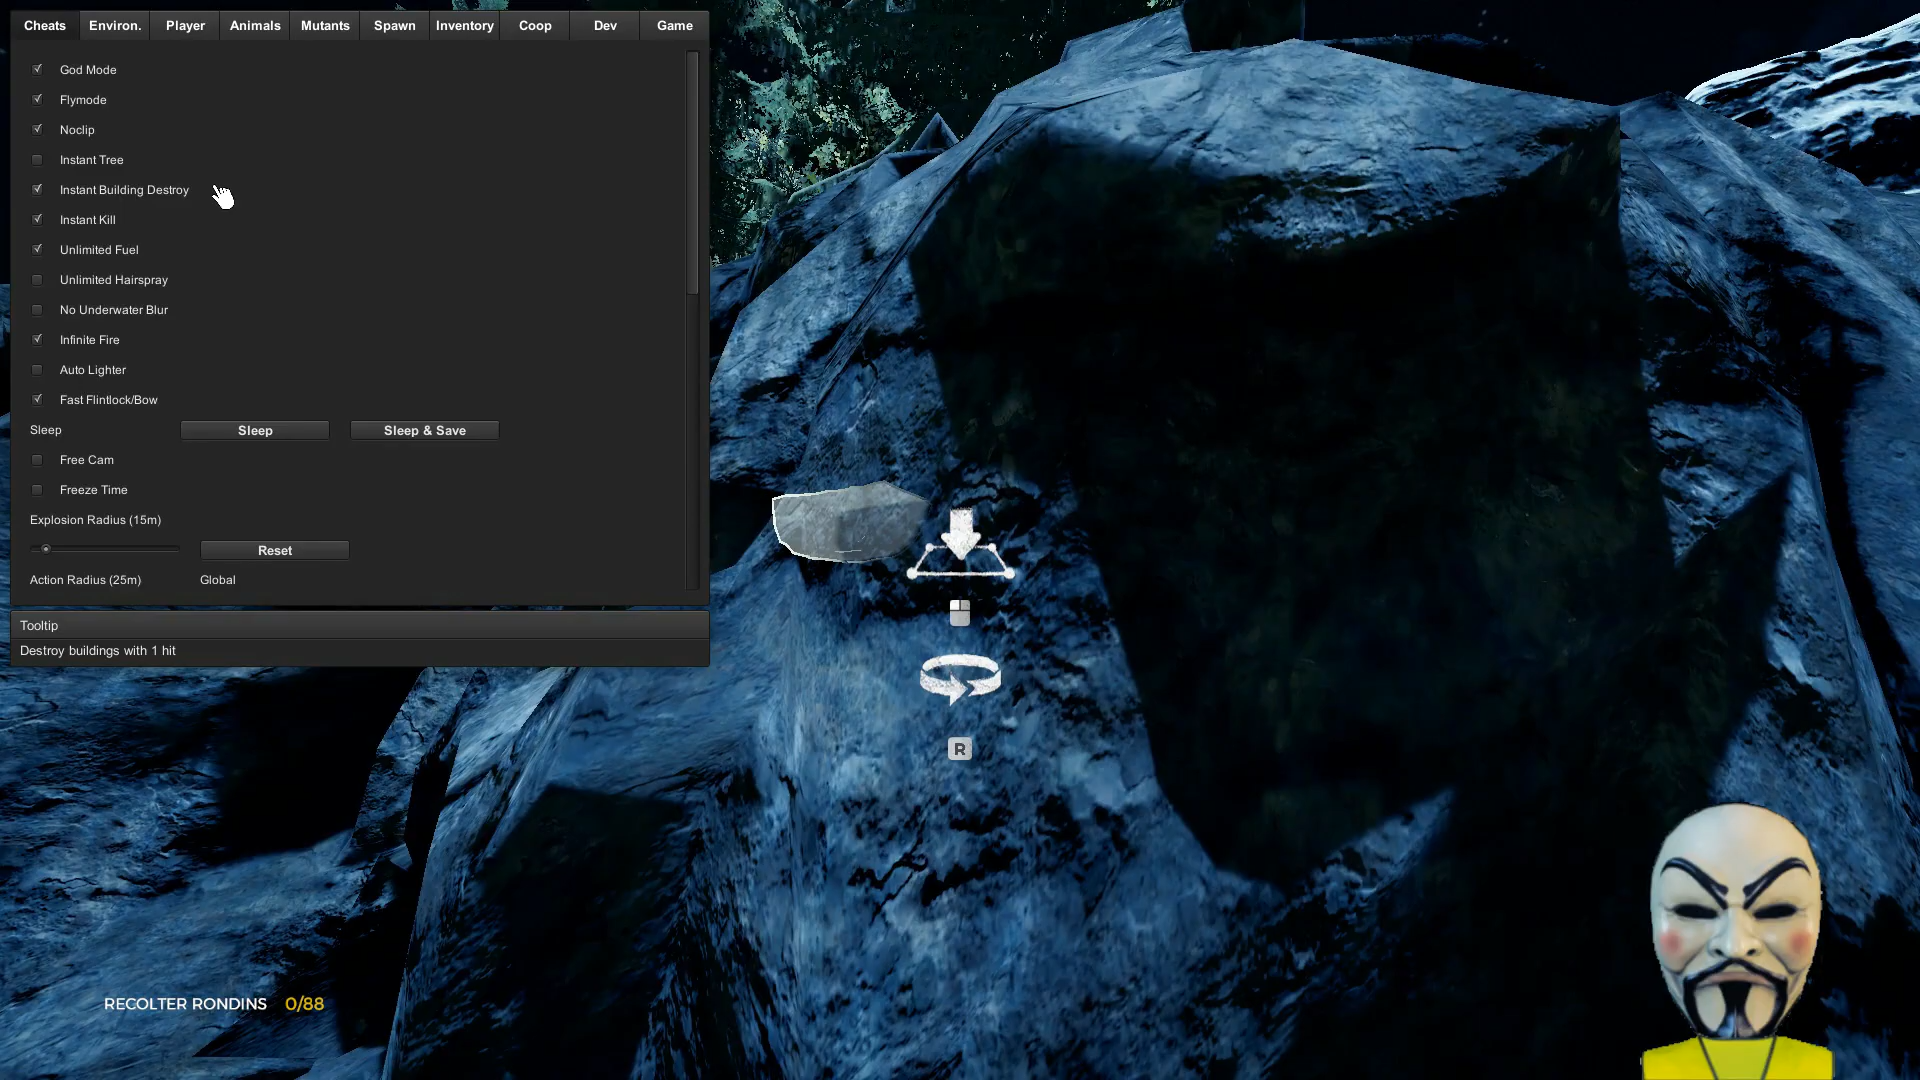 Cheats Environ. Player Animals Mutants Spawn Inventory Coop Dev Game
God Mode
Flymode
Noclip
Instant Tree
Instant Building Destroy
Instant Kill
Unlimited Fuel
Unlimited Hairspray
No Underwater Blur
Infinite Fire
Auto Lighter
Fast Flintlock/Bow
Sleep Sleep Sleep & Save
Free Cam
Freeze Time
Explosion Radius (15m)
Reset
Action Radius (25m) Global
Tooltip
Destroy buildings with 1 hit
R
RECOLTER RONDINS 0/88